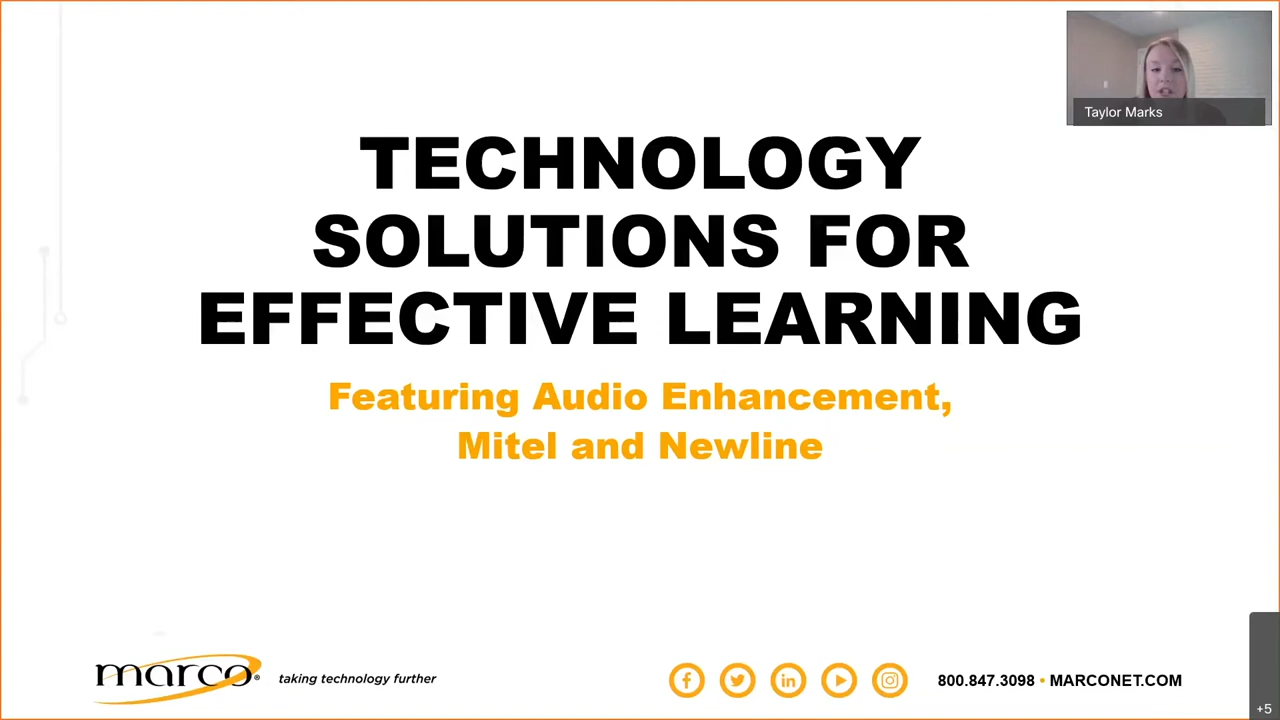 Taylor Marks
TECHNOLOGY
SOLUTIONS FOR
EFFECTIVE LEARNING
Featuring Audio Enhancement,
Mitel and Newline
marco® taking technology further
800.847.3098 • MARCONET.COM
+5